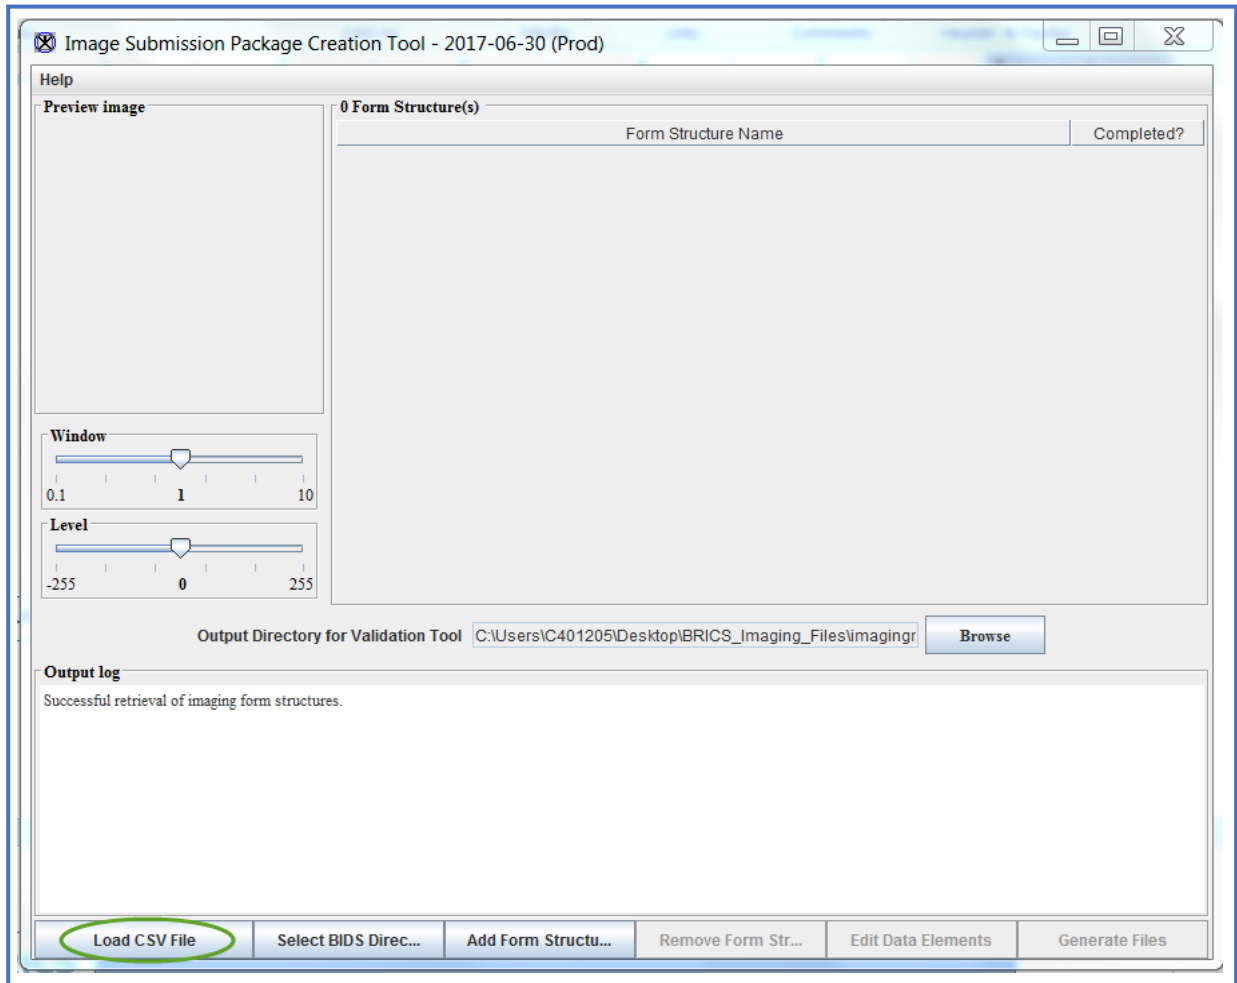 Image Submission Package Creation Tool - 2017-06-30 (Prod)
Help
Preview image
0 Form Structure(s)
Form Structure Name
Completed?
Window
0.1 1 10
Level
-255 0 255
Output Directory for Validation Tool C:\Users\C401205\Desktop\BRICS_Imaging_Files\imagingr Browse
Output log
Successful retrieval of imaging form structures.
Load CSV File Select BIDS Direc... Add Form Structu... Remove Form Str... Edit Data Elements Generate Files